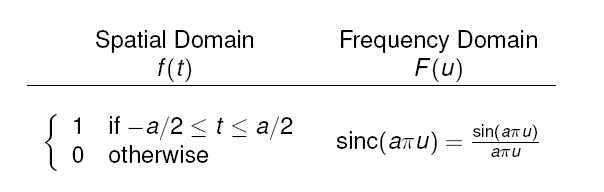 Spatial Domain Frequency Domain
f(t) F(u)
{ 1 if −a/2 ≤ t ≤ a/2
0 otherwise
sinc(aπu) = sin(aπu)/aπu